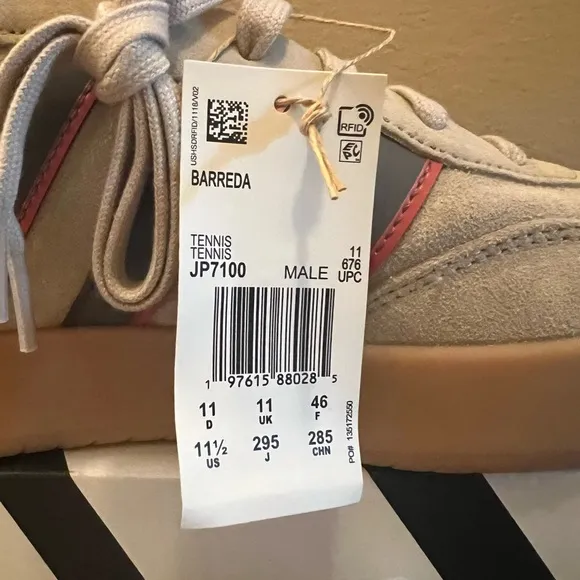 USHSDRFID/1118/V02
RFID
BARREDA
TENNIS
TENNIS
JP7100
MALE
11
676
UPC
1 97615 88028 5
11 11 46
D UK F
11½ 295 285
US J CHN
PO# 135172550